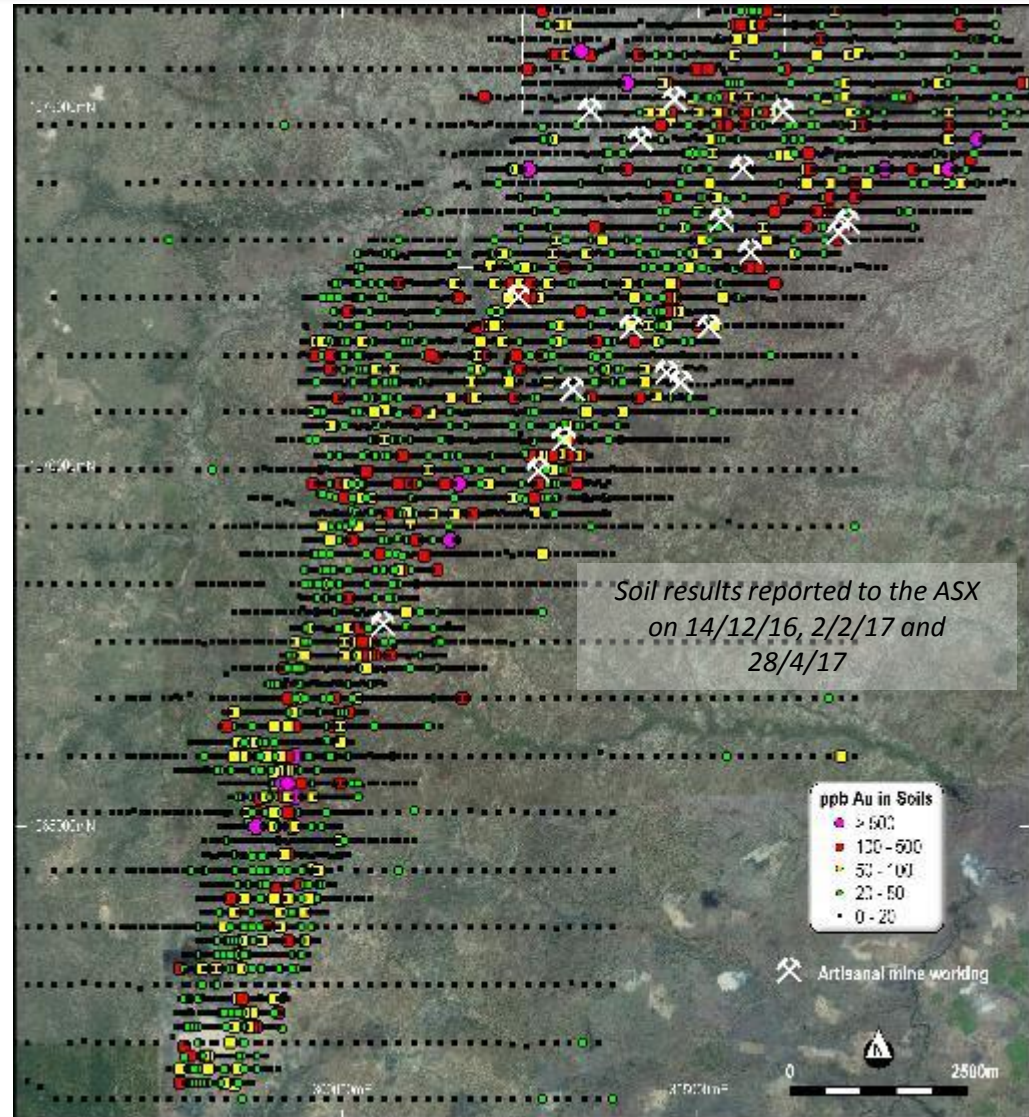 Soil results reported to the ASX
on 14/12/16, 2/2/17 and
28/4/17
ppb Au in Soils
> 500
100 - 500
50 - 100
20 - 50
0 - 20
Artisanal mine working
N
0 2500m